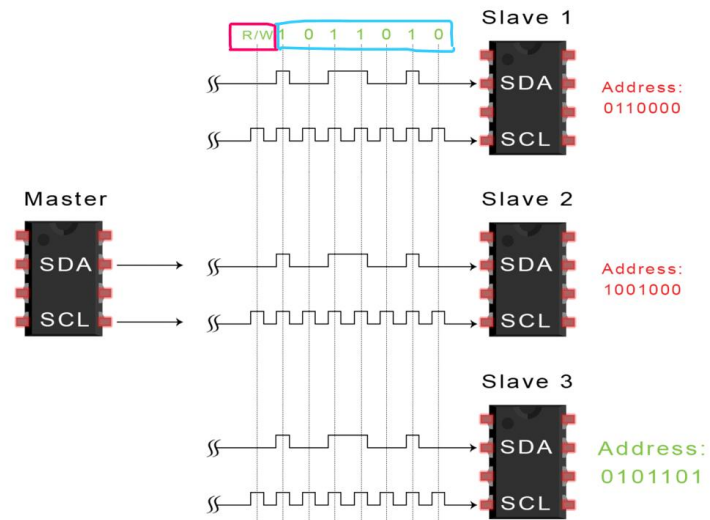 Slave 1
R/W 1 0 1 1 0 1 0
SDA
Address:
0110000
SCL
Master
Slave 2
SDA
SDA
Address:
1001000
SCL
SCL
Slave 3
SDA
Address:
0101101
SCL